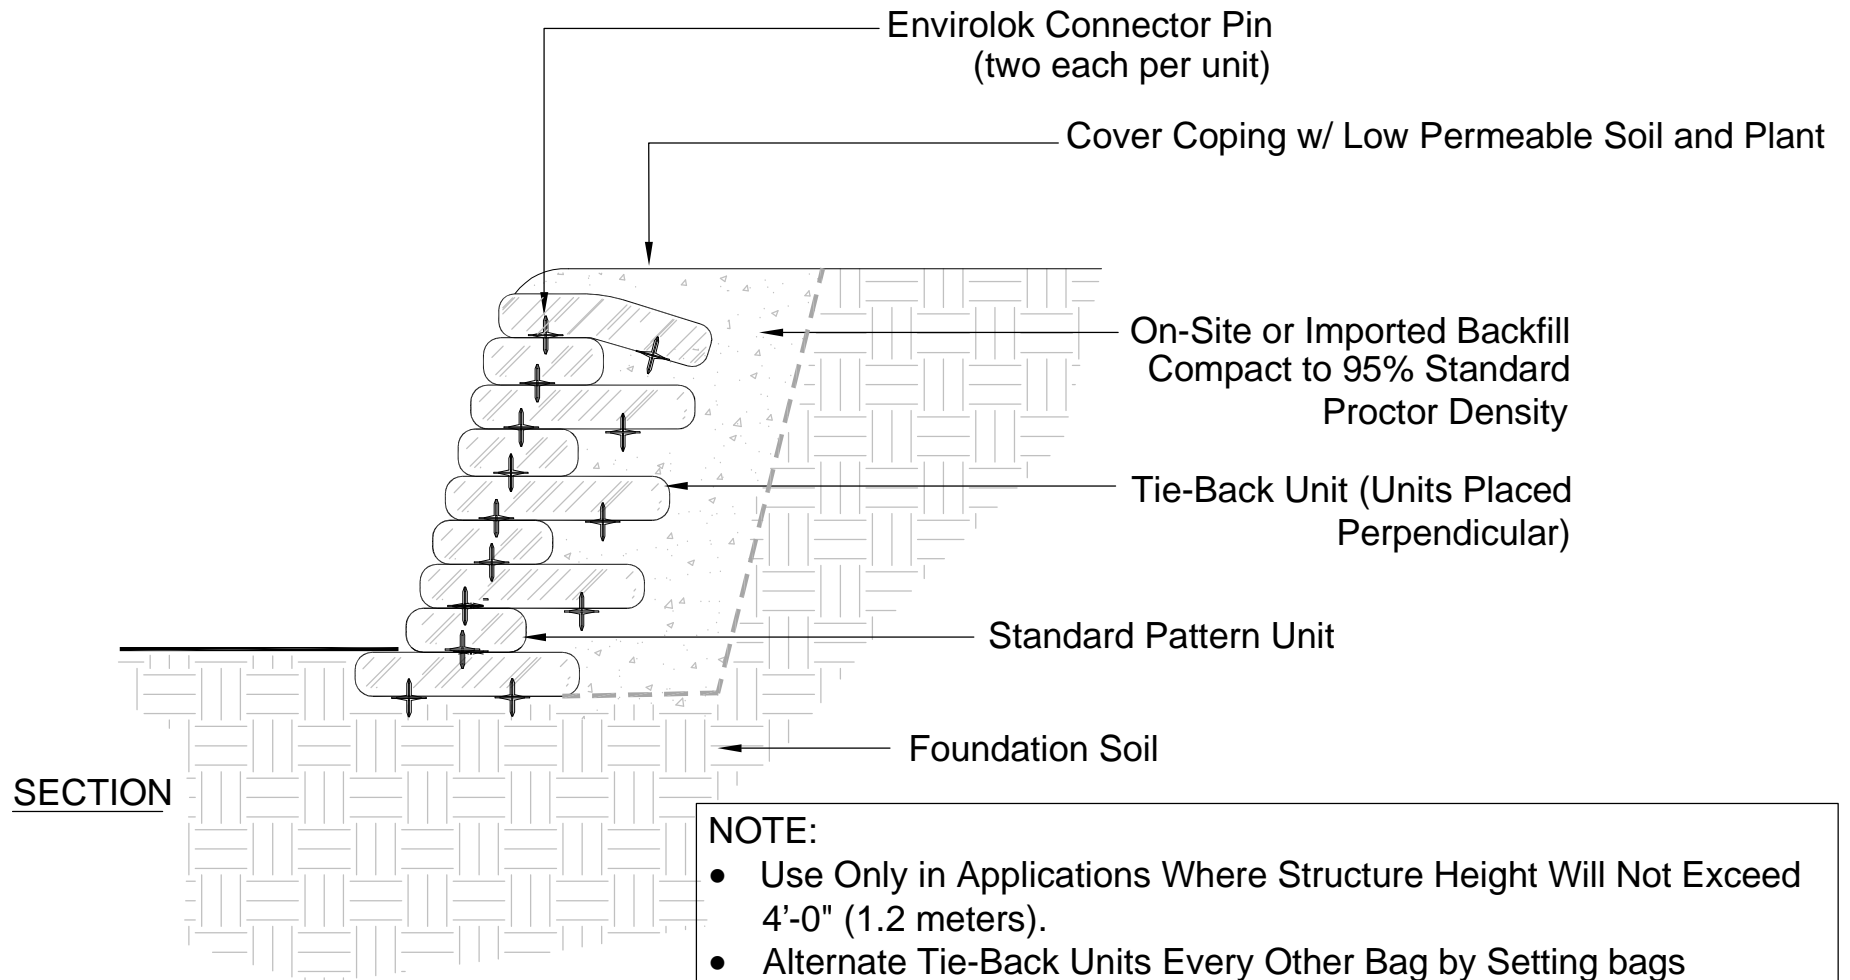 Envirolok Connector Pin
(two each per unit)
Cover Coping w/ Low Permeable Soil and Plant
On-Site or Imported Backfill
Compact to 95% Standard
Proctor Density
Tie-Back Unit (Units Placed
Perpendicular)
Standard Pattern Unit
Foundation Soil
SECTION
NOTE:
• Use Only in Applications Where Structure Height Will Not Exceed
4'-0" (1.2 meters).
• Alternate Tie-Back Units Every Other Bag by Setting bags